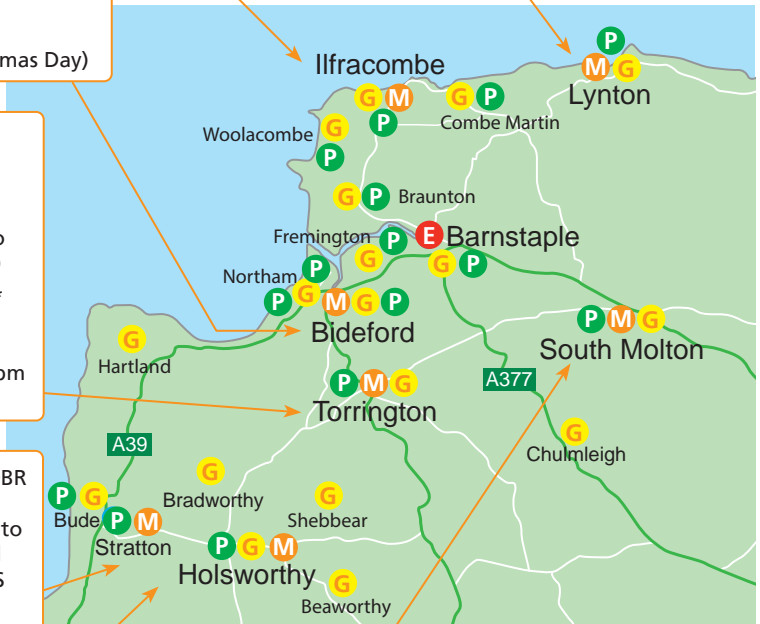 mas Day)
Ilfracombe
P
M G
Lynton
G M
G P
P
Combe Martin
Woolacombe G
P
G P Braunton
Fremington P E Barnstaple
G
G P
Northam P
P G M G P
Bideford
P M G
South Molton
G
Hartland
pm
A377
P M G
Torrington
A39
G
Chulmleigh
BR
G
Bradworthy
G
Shebbear
P G
Bude P M
Stratton
to
S
P G M
Holsworthy
G
Beaworthy